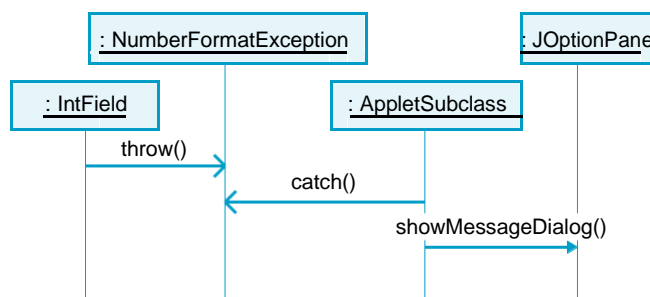 : NumberFormatException
: JOptionPane
: IntField
: AppletSubclass
throw()
catch()
showMessageDialog()